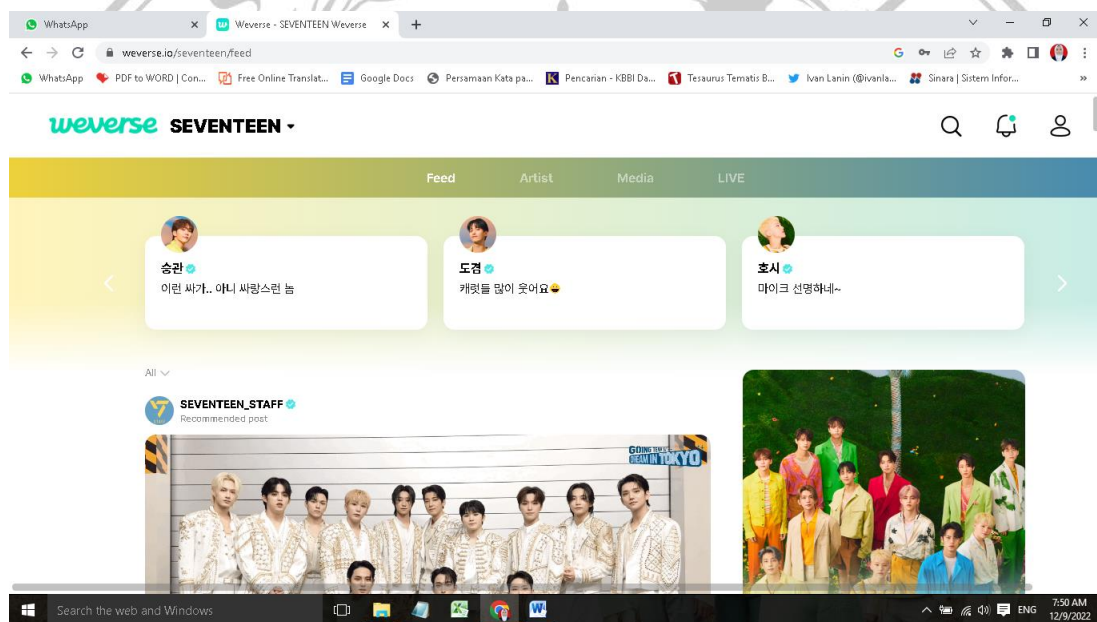 WhatsApp
Weverse - SEVENTEEN Weverse
weverse.io/seventeen/feed
WhatsApp PDF to WORD | Con... Free Online Translat... Google Docs Persamaan Kata pa... Pencarian - KBBI Da... Tesaurus Tematis B... Ivan Lanin (@ivanla... Sinara | Sistem Infor... »
weverse SEVENTEEN
Feed Artist Media LIVE
승관
이런 싸가.. 아니 싸랑스런 놈
도겸
캐럿들 많이 웃어요😀
호시
마이크 선명하네~
All
SEVENTEEN_STAFF
Recommended post
GOING
DREAM IN TOKYO
Search the web and Windows
ENG
7:50 AM
12/9/2022